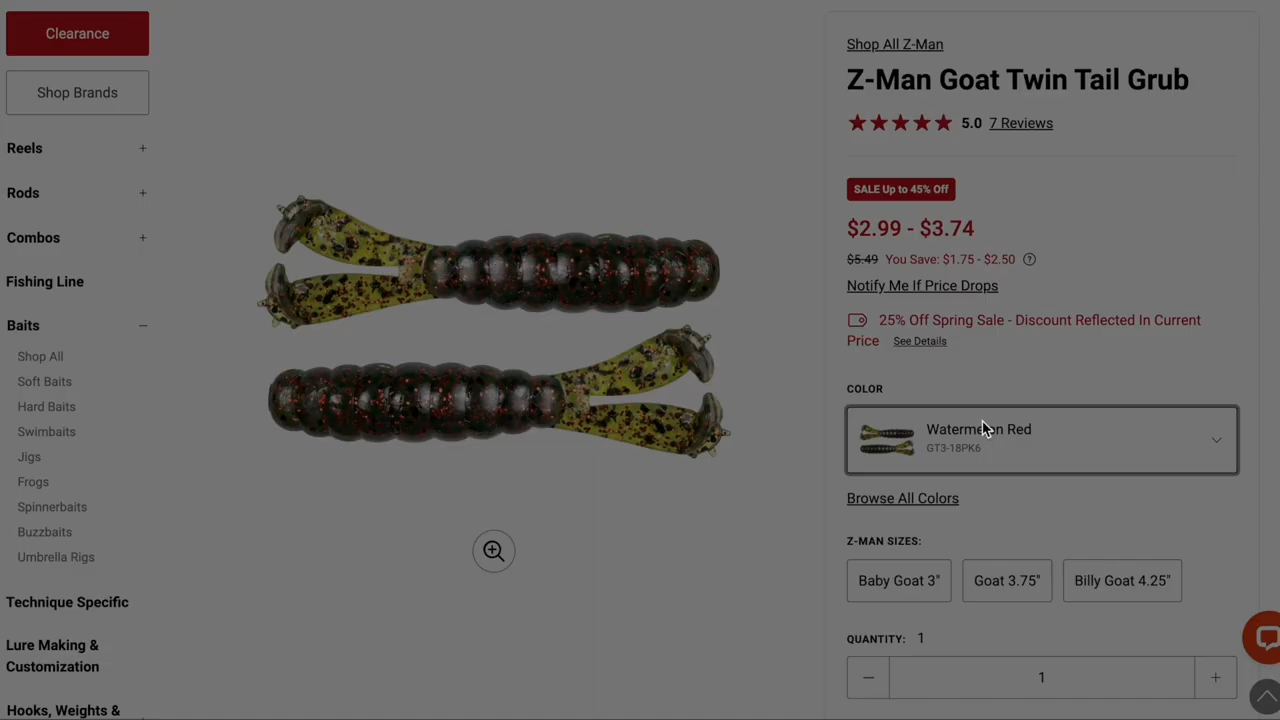 Clearance
Shop Brands
Reels +
Rods +
Combos +
Fishing Line
Baits –
Shop All
Soft Baits
Hard Baits
Swimbaits
Jigs
Frogs
Spinnerbaits
Buzzbaits
Umbrella Rigs
Technique Specific
Lure Making &
Customization
Hooks, Weights &
Shop All Z-Man
Z-Man Goat Twin Tail Grub
5.0 7 Reviews
SALE Up to 45% Off
$2.99 - $3.74
$5.49 You Save: $1.75 - $2.50 ?
Notify Me If Price Drops
25% Off Spring Sale - Discount Reflected In Current
Price See Details
COLOR
Watermelon Red
GT3-18PK6
Browse All Colors
Z-MAN SIZES:
Baby Goat 3" Goat 3.75" Billy Goat 4.25"
QUANTITY: 1
– 1 +